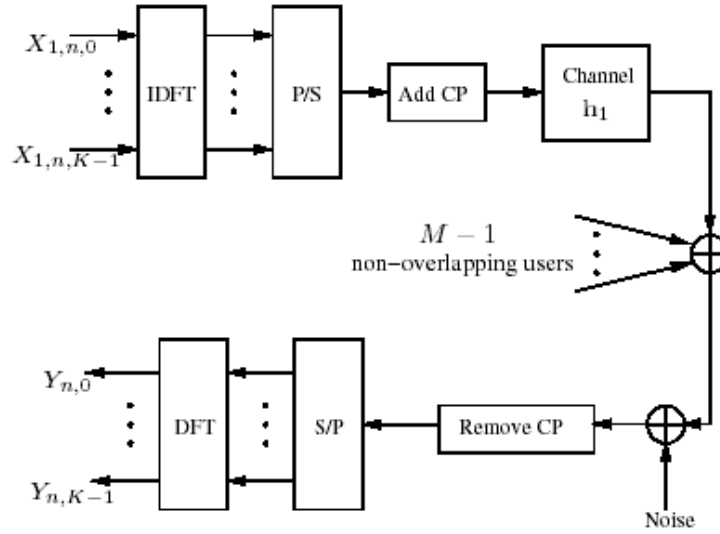 X₁,ₙ,₀
IDFT
P/S
Add CP
Channel
h₁
X₁,ₙ,K₋₁
M − 1
non−overlapping users
Yₙ,₀
DFT
S/P
Remove CP
Yₙ,K₋₁
Noise